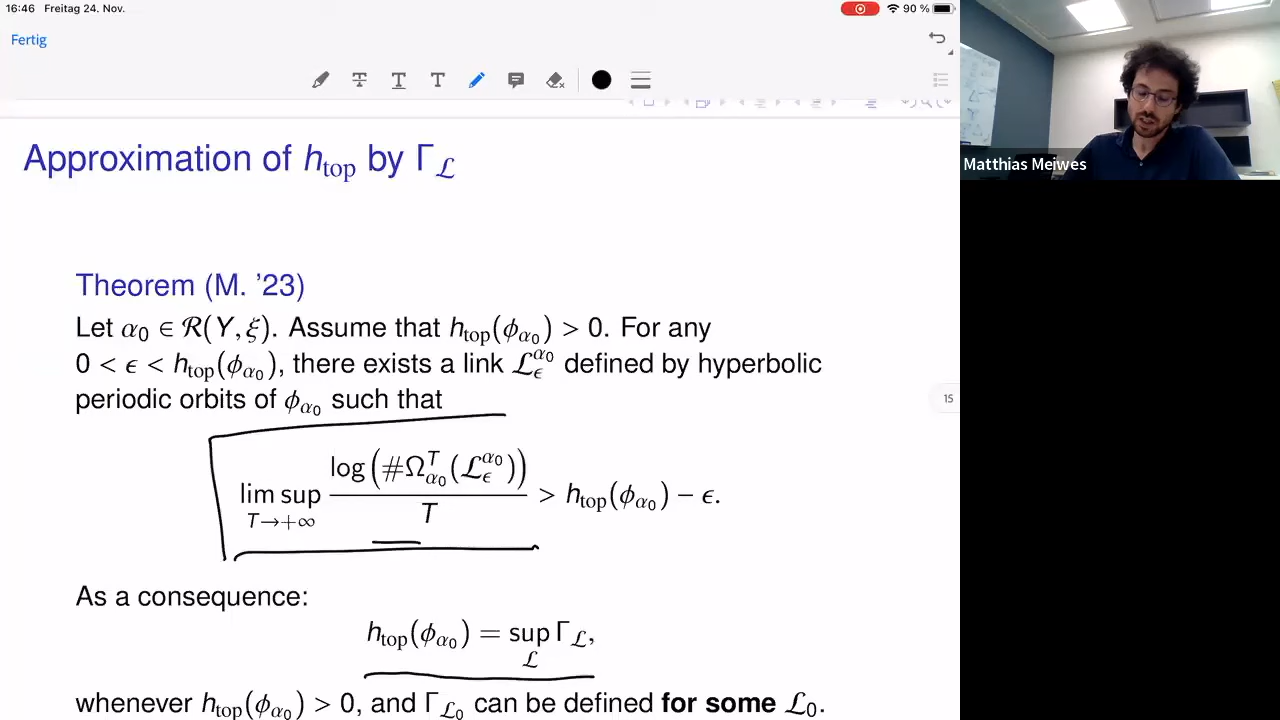 16:46 Freitag 24. Nov. 90 %
Fertig
T T T
Approximation of h_top by Γ_ℒ
Matthias Meiwes
Theorem (M. '23)
Let α₀ ∈ ℛ(Y, ξ). Assume that h_top(ϕ_α₀) > 0. For any
0 < ϵ < h_top(ϕ_α₀), there exists a link ℒ_ϵ^α₀ defined by hyperbolic
periodic orbits of ϕ_α₀ such that
15
lim sup_{T→+∞} log(#Ω_α₀^T(ℒ_ϵ^α₀)) / T > h_top(ϕ_α₀) − ϵ.
As a consequence:
h_top(ϕ_α₀) = sup_ℒ Γ_ℒ,
whenever h_top(ϕ_α₀) > 0, and Γ_ℒ₀ can be defined for some ℒ₀.